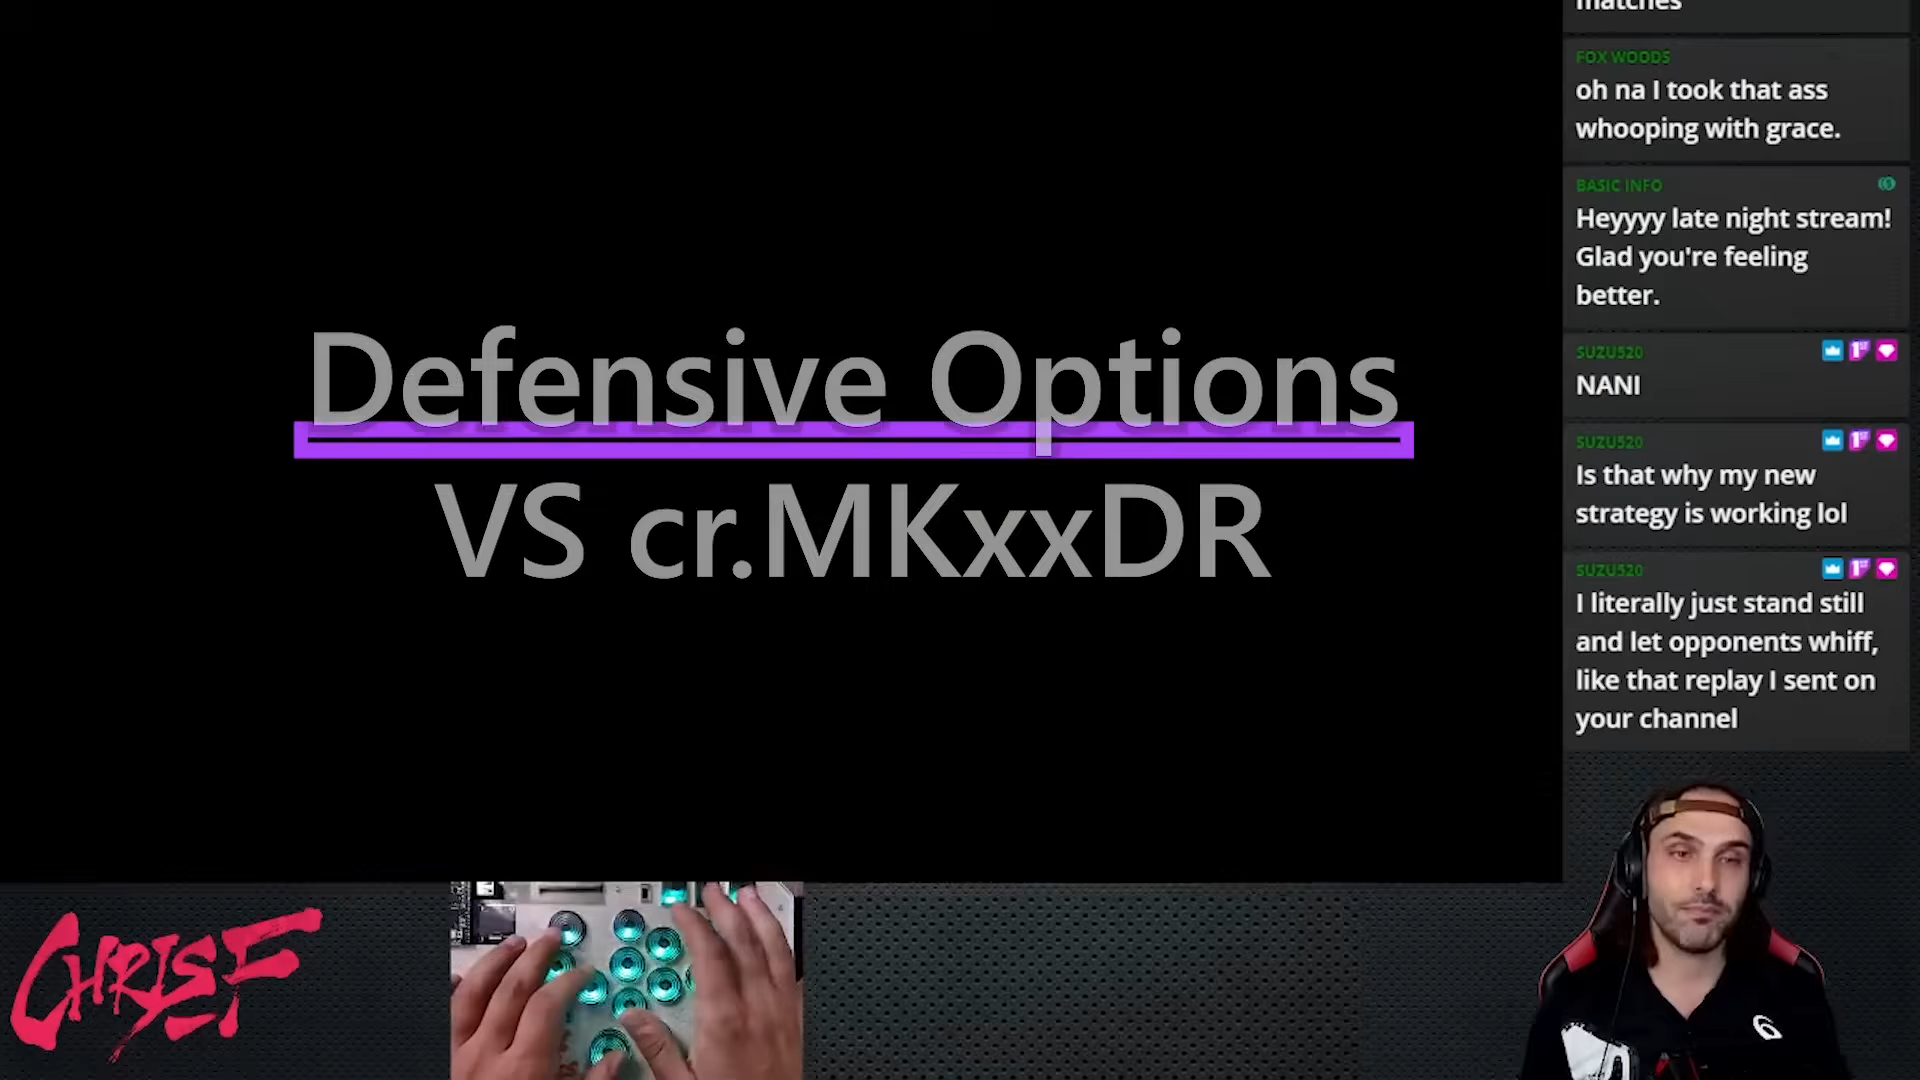 Defensive Options
VS cr.MKxxDR
matches
FOX WOODS
oh na I took that ass
whooping with grace.
BASIC INFO
Heyyyy late night stream!
Glad you're feeling
better.
SUZU520
NANI
SUZU520
Is that why my new
strategy is working lol
SUZU520
I literally just stand still
and let opponents whiff,
like that replay I sent on
your channel
CHRIS F